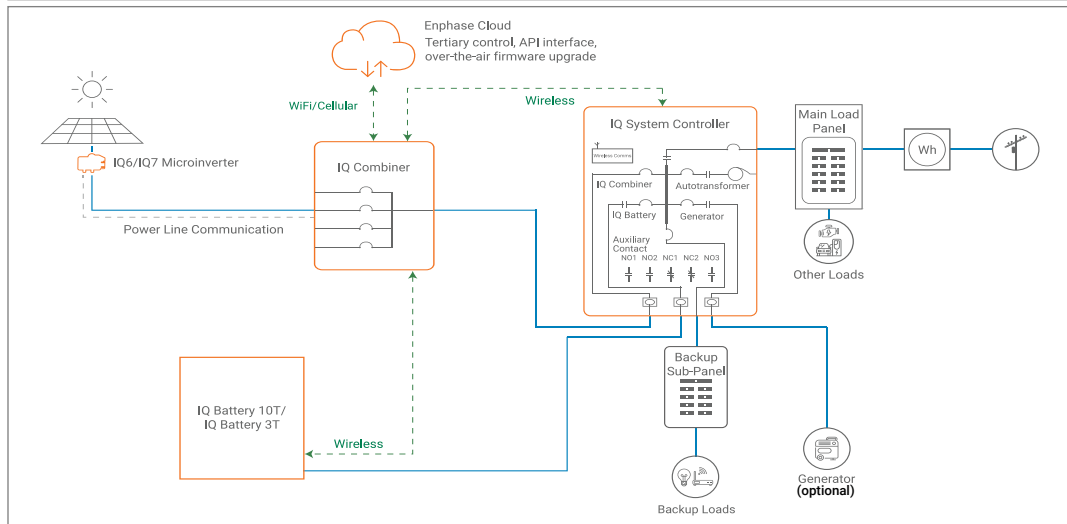 Enphase Cloud
Tertiary control, API interface,
over-the-air firmware upgrade
WiFi/Cellular
Wireless
IQ6/IQ7 Microinverter
Power Line Communication
IQ Combiner
IQ System Controller
Wireless Comms
IQ Combiner
Autotransformer
IQ Battery
Generator
Auxiliary
Contact
NO1 NO2 NC1 NC2 NO3
Main Load
Panel
Wh
Other Loads
IQ Battery 10T/
IQ Battery 3T
Wireless
Backup
Sub-Panel
Backup Loads
Generator
(optional)